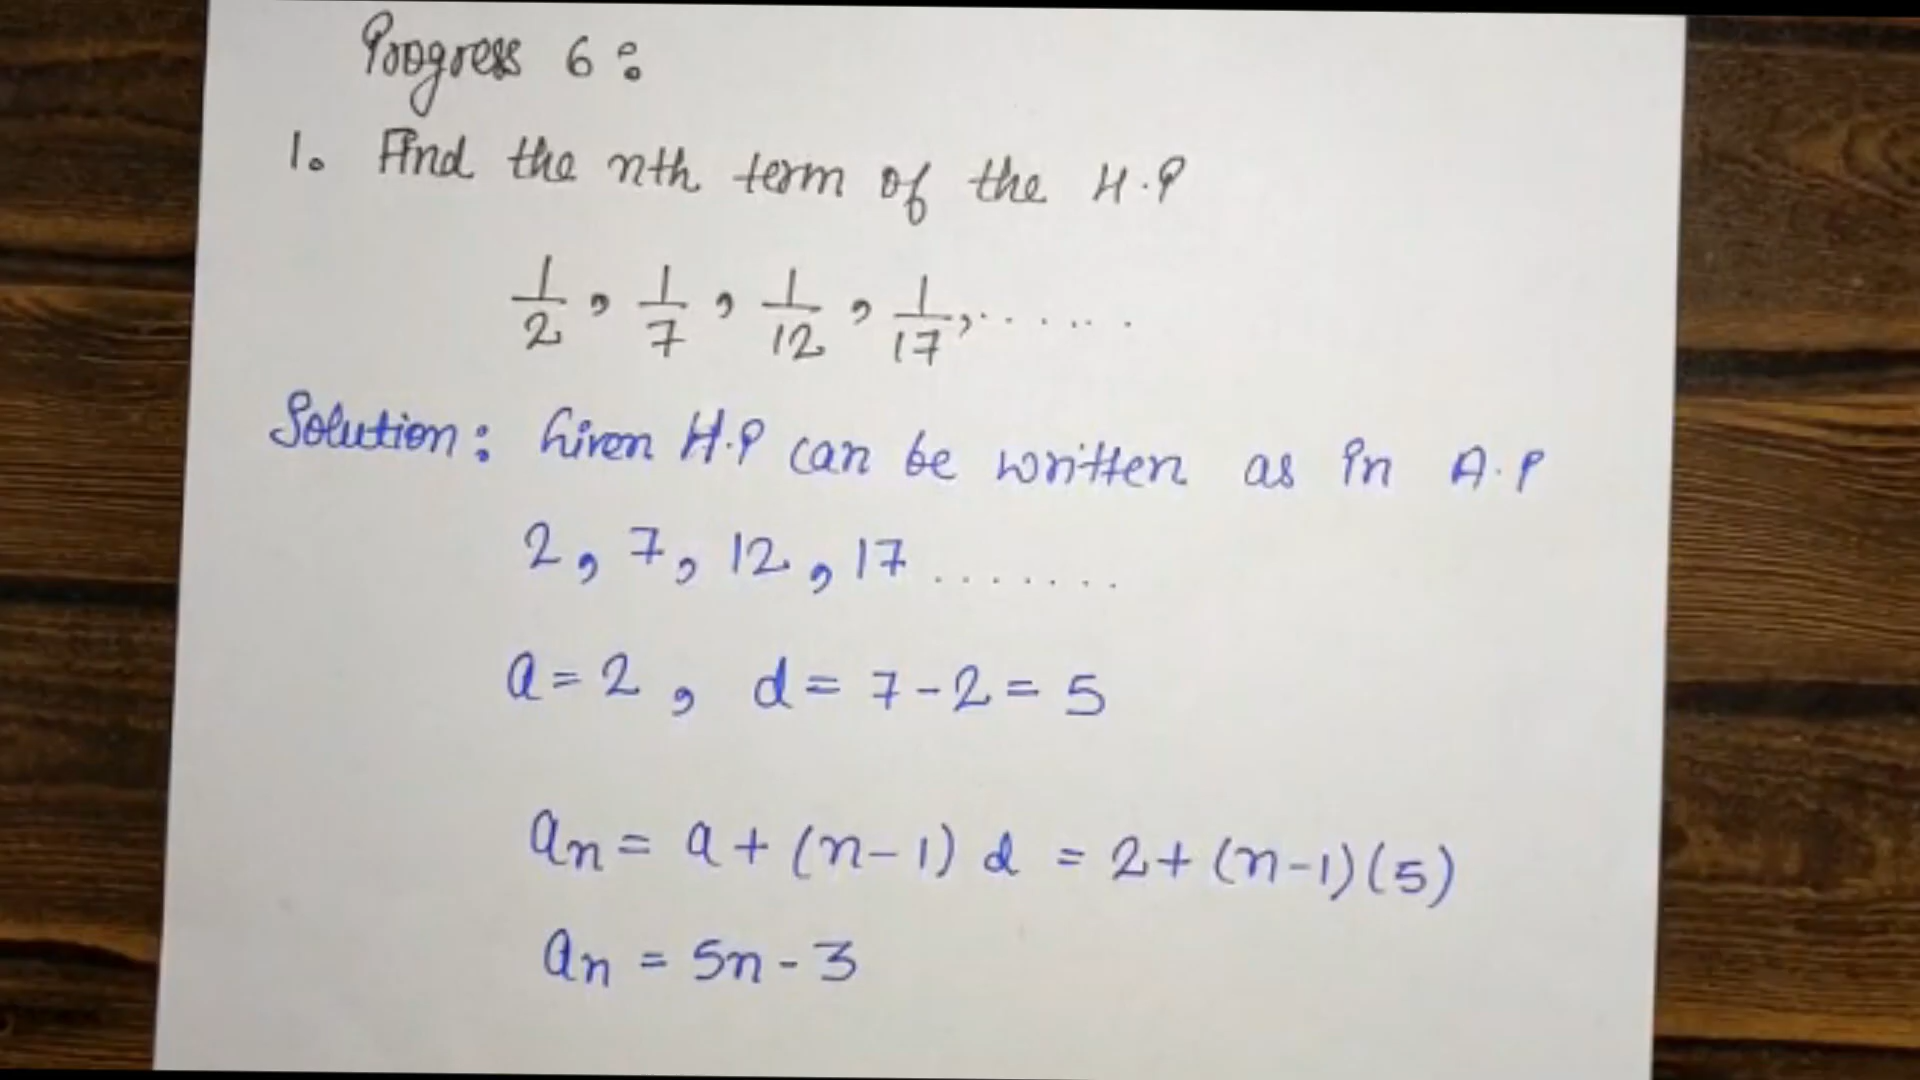 Progress 6:
1. Find the nth term of the H.P
1/2, 1/7, 1/12, 1/17, ......
Solution: Given H.P can be written as in A.P
2, 7, 12, 17 .......
a = 2, d = 7 - 2 = 5
an = a + (n-1) d = 2 + (n-1)(5)
an = 5n - 3